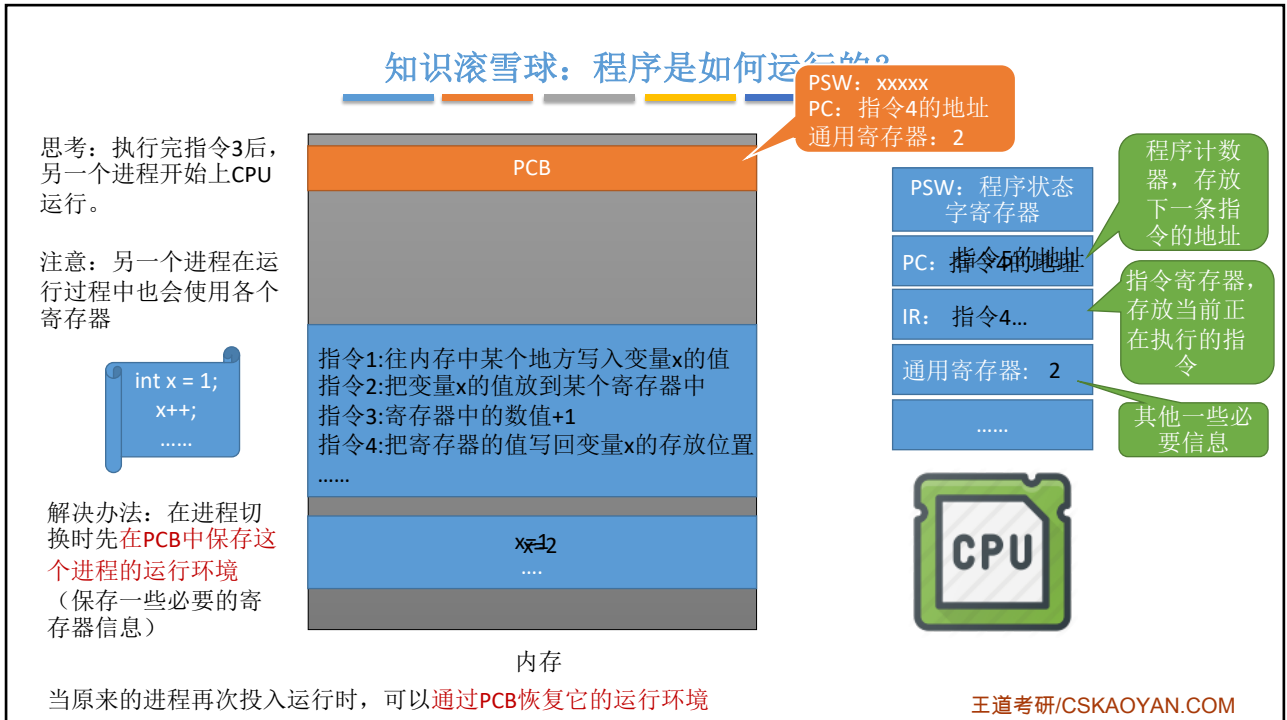 知识滚雪球：程序是如何运行的？
PSW：xxxxx
PC：指令4的地址
通用寄存器：2
思考：执行完指令3后，
另一个进程开始上CPU
运行。
注意：另一个进程在运
行过程中也会使用各个
寄存器
int x = 1;
x++;
……
解决办法：在进程切
换时先在PCB中保存这
个进程的运行环境
（保存一些必要的寄
存器信息）
PCB
指令1:往内存中某个地方写入变量x的值
指令2:把变量x的值放到某个寄存器中
指令3:寄存器中的数值+1
指令4:把寄存器的值写回变量x的存放位置
……
x=1
x=2
....
内存
PSW：程序状态
字寄存器
PC：指令4的地址
指令5的地址
IR： 指令4…
通用寄存器： 2
……
程序计数
器，存放
下一条指
令的地址
指令寄存器，
存放当前正
在执行的指
令
其他一些必
要信息
CPU
当原来的进程再次投入运行时，可以通过PCB恢复它的运行环境
王道考研/CSKAOYAN.COM